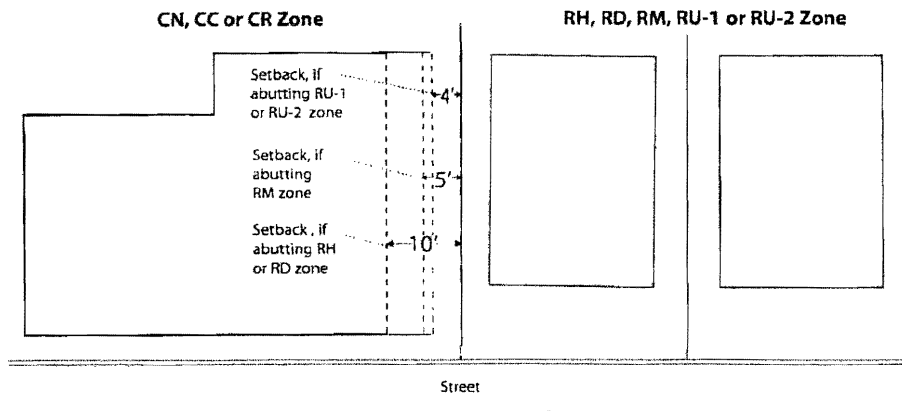 CN, CC or CR Zone
RH, RD, RM, RU-1 or RU-2 Zone
Setback, if
abutting RU-1
or RU-2 zone
4'
Setback, if
abutting
RM zone
5'
Setback, if
abutting RH
or RD zone
10'
Street